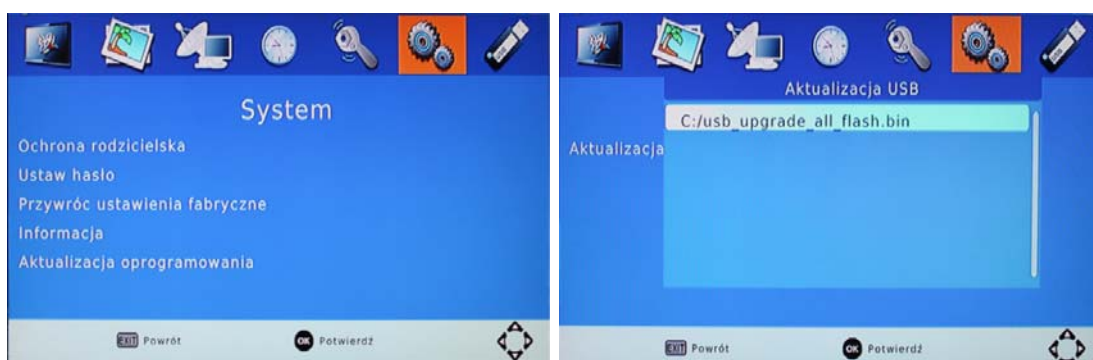 System
Ochrona rodzicielska
Ustaw hasło
Przywróc ustawienia fabryczne
Informacja
Aktualizacja oprogramowania
EXIT Powrót
OK Potwierdź
Aktualizacja USB
C:/usb_upgrade_all_flash.bin
Aktualizacja
EXIT Powrót
OK Potwierdź